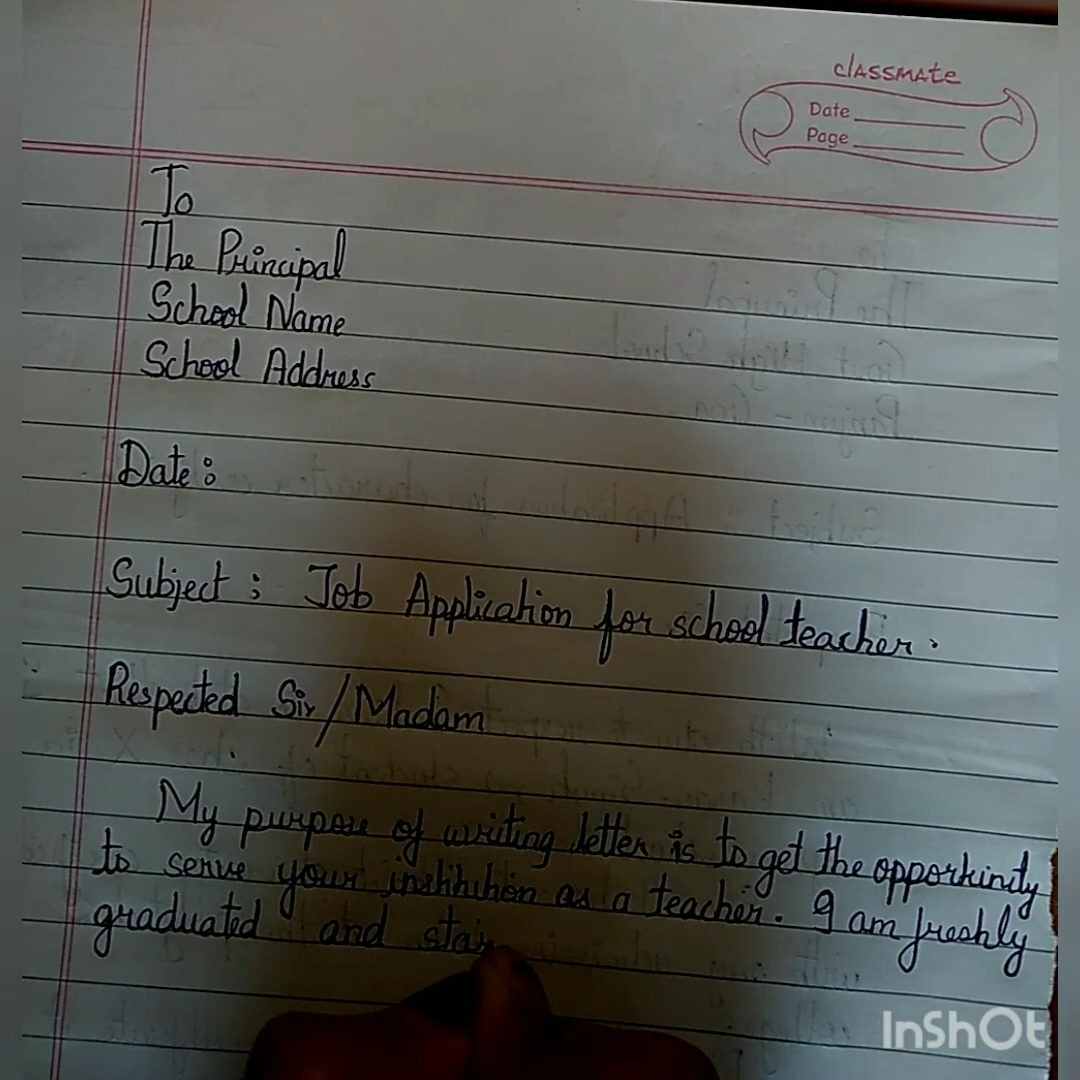 classmate
Date
Page
To
The Principal
School Name
School Address
Date :
Subject : Job Application for school teacher.
Respected Sir/Madam
My purpose of writing letter is to get the opportunity
to serve your institution as a teacher. I am freshly
graduated and sta
InShOt